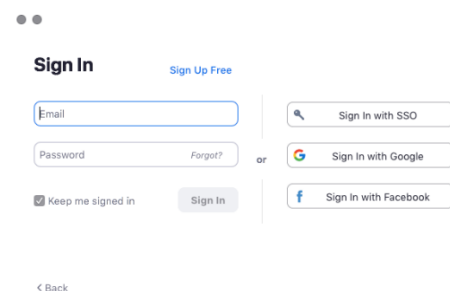 Sign In
Sign Up Free
Email
Password Forgot?
Keep me signed in
Sign In
or
Sign In with SSO
Sign In with Google
Sign In with Facebook
< Back